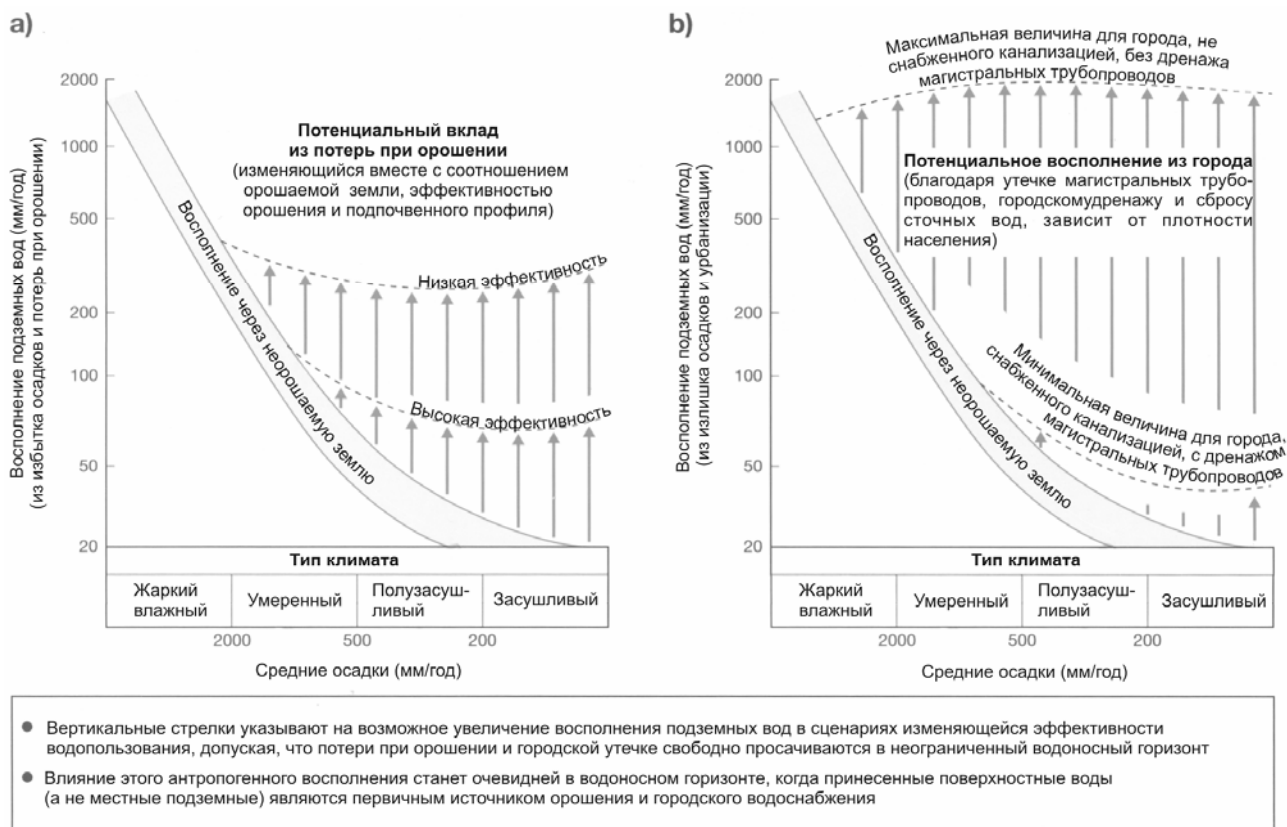 а)
Восполнение подземных вод (мм/год)
(из избытка осадков и потерь при орошении)
2000
1000
500
200
100
50
20
Потенциальный вклад
из потерь при орошении
(изменяющийся вместе с соотношением
орошаемой земли, эффективностью
орошения и подпочвенного профиля)
Восполнение через неорошаемую землю
Низкая эффективность
Высокая эффективность
Тип климата
Жаркий
влажный
Умеренный
Полузасуш-
ливый
Засушливый
2000
500
200
Средние осадки (мм/год)
b)
Восполнение подземных вод (мм/год)
(из излишка осадков и урбанизации)
2000
1000
500
200
100
50
20
Максимальная величина для города, не
снабженного канализацией, без дренажа
магистральных трубопроводов
Потенциальное восполнение из города
(благодаря утечке магистральных трубо-
проводов, городскомудренажу и сбросу
сточных вод, зависит от плотности
населения)
Восполнение через неорошаемую землю
Минимальная величина для города,
снабженного канализацией, с дренажом
магистральных трубопроводов
Тип климата
Жаркий
влажный
Умеренный
Полузасуш-
ливый
Засушливый
2000
500
200
Средние осадки (мм/год)
● Вертикальные стрелки указывают на возможное увеличение восполнения подземных вод в сценариях изменяющейся эффективности
водопользования, допуская, что потери при орошении и городской утечке свободно просачиваются в неограниченный водоносный горизонт
● Влияние этого антропогенного восполнения станет очевидней в водоносном горизонте, когда принесенные поверхностные воды
(а не местные подземные) являются первичным источником орошения и городского водоснабжения